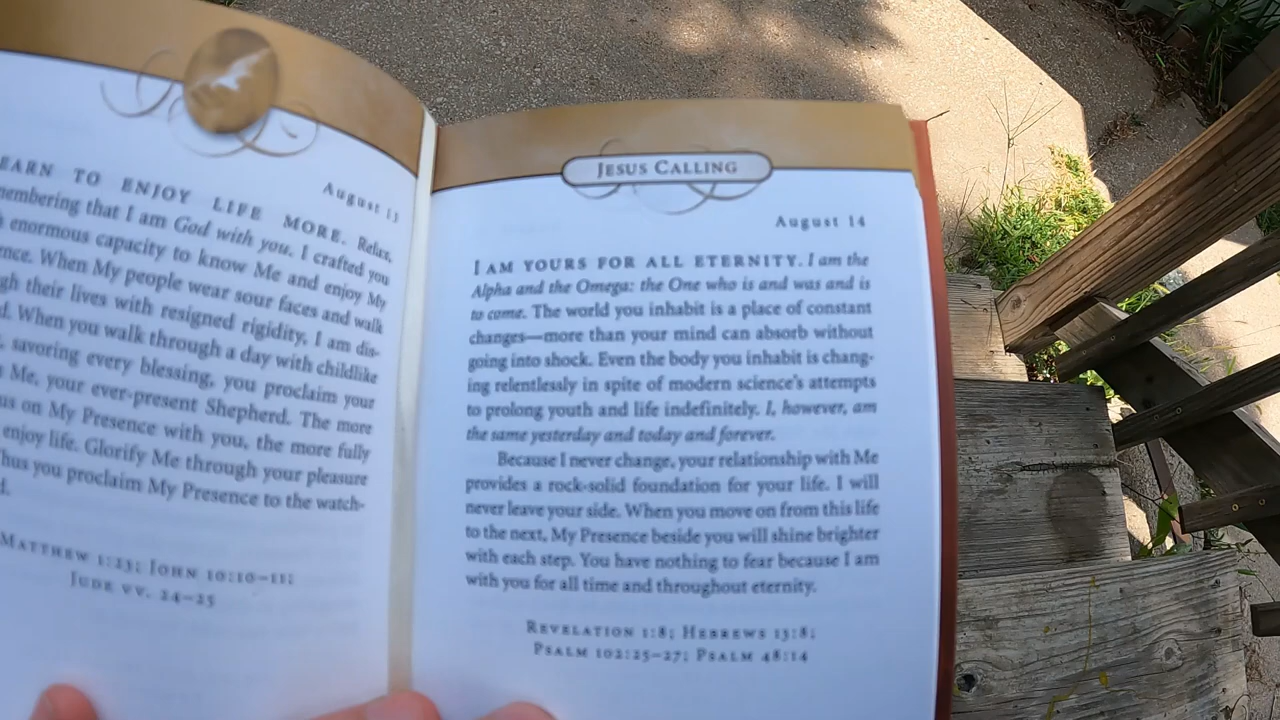 August 13
EARN TO ENJOY LIFE MORE. Relax,
membering that I am God with you. I crafted you
enormous capacity to know Me and enjoy My
ence. When My people wear sour faces and walk
gh their lives with resigned rigidity, I am dis-
d. When you walk through a day with childlike
, savoring every blessing, you proclaim your
Me, your ever-present Shepherd. The more
us on My Presence with you, the more fully
enjoy life. Glorify Me through your pleasure
hus you proclaim My Presence to the watch-
d.
MATTHEW 1:23; JOHN 10:10–11;
JUDE VV. 24–25
JESUS CALLING
August 14
I AM YOURS FOR ALL ETERNITY. I am the
Alpha and the Omega: the One who is and was and is
to come. The world you inhabit is a place of constant
changes—more than your mind can absorb without
going into shock. Even the body you inhabit is chang-
ing relentlessly in spite of modern science's attempts
to prolong youth and life indefinitely. I, however, am
the same yesterday and today and forever.
Because I never change, your relationship with Me
provides a rock-solid foundation for your life. I will
never leave your side. When you move on from this life
to the next, My Presence beside you will shine brighter
with each step. You have nothing to fear because I am
with you for all time and throughout eternity.
REVELATION 1:8; HEBREWS 13:8;
PSALM 102:25–27; PSALM 48:14